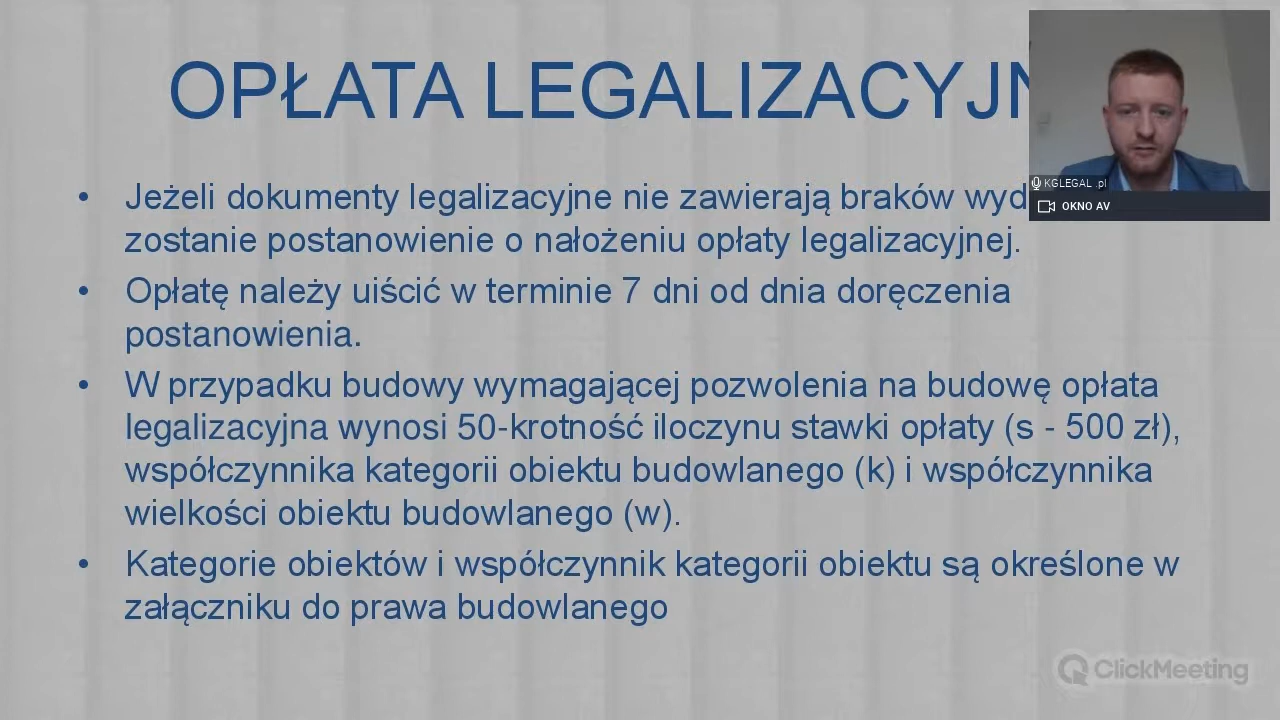 OPŁATA LEGALIZACYJN
KGLEGAL .pl
OKNO AV
• Jeżeli dokumenty legalizacyjne nie zawierają braków wyd
zostanie postanowienie o nałożeniu opłaty legalizacyjnej.
• Opłatę należy uiścić w terminie 7 dni od dnia doręczenia
postanowienia.
• W przypadku budowy wymagającej pozwolenia na budowę opłata
legalizacyjna wynosi 50-krotność iloczynu stawki opłaty (s - 500 zł),
współczynnika kategorii obiektu budowlanego (k) i współczynnika
wielkości obiektu budowlanego (w).
• Kategorie obiektów i współczynnik kategorii obiektu są określone w
załączniku do prawa budowlanego
ClickMeeting